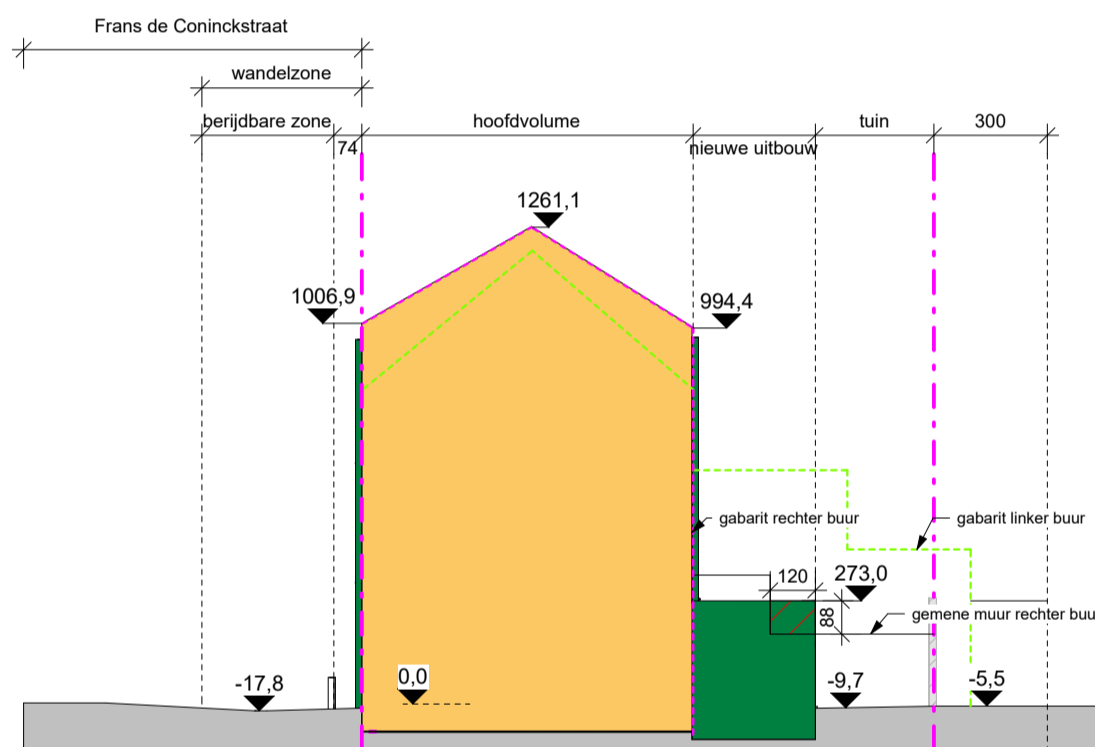 Frans de Coninckstraat
wandelzone
berijdbare zone
hoofdvolume
tuin
300
74
nieuwe uitbouw
1261,1
1006,9
994,4
gabarit rechter buur
gabarit linker buur
120
273,0
88
gemene muur rechter buu
0,0
-17,8
-9,7
-5,5